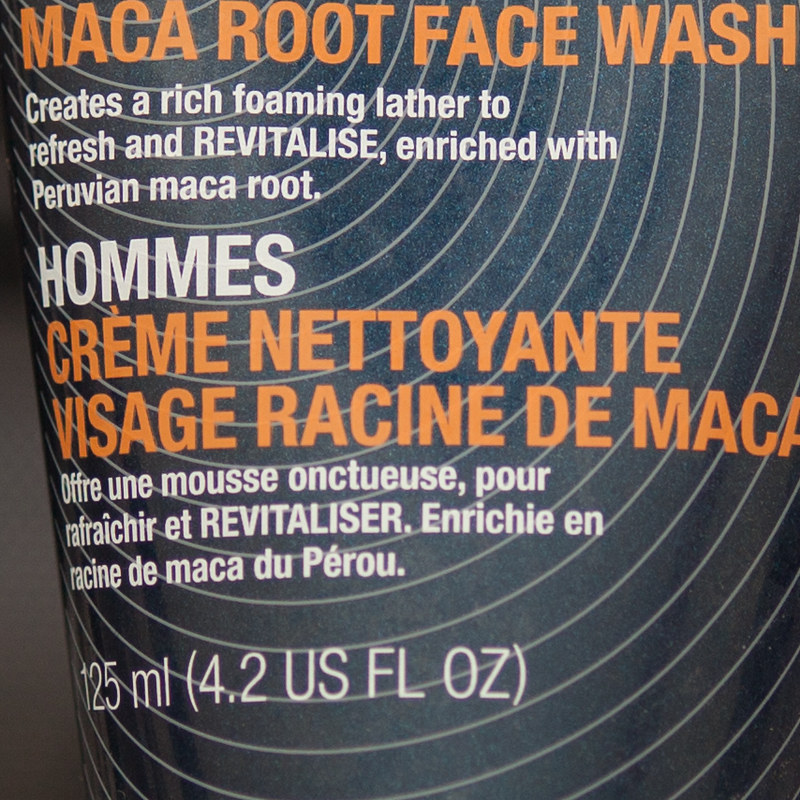 MACA ROOT FACE WASH
Creates a rich foaming lather to
refresh and REVITALISE, enriched with
Peruvian maca root.
HOMMES
CRÈME NETTOYANTE
VISAGE RACINE DE MACA
Offre une mousse onctueuse, pour
rafraîchir et REVITALISER. Enrichie en
racine de maca du Pérou.
125 ml (4.2 US FL OZ)